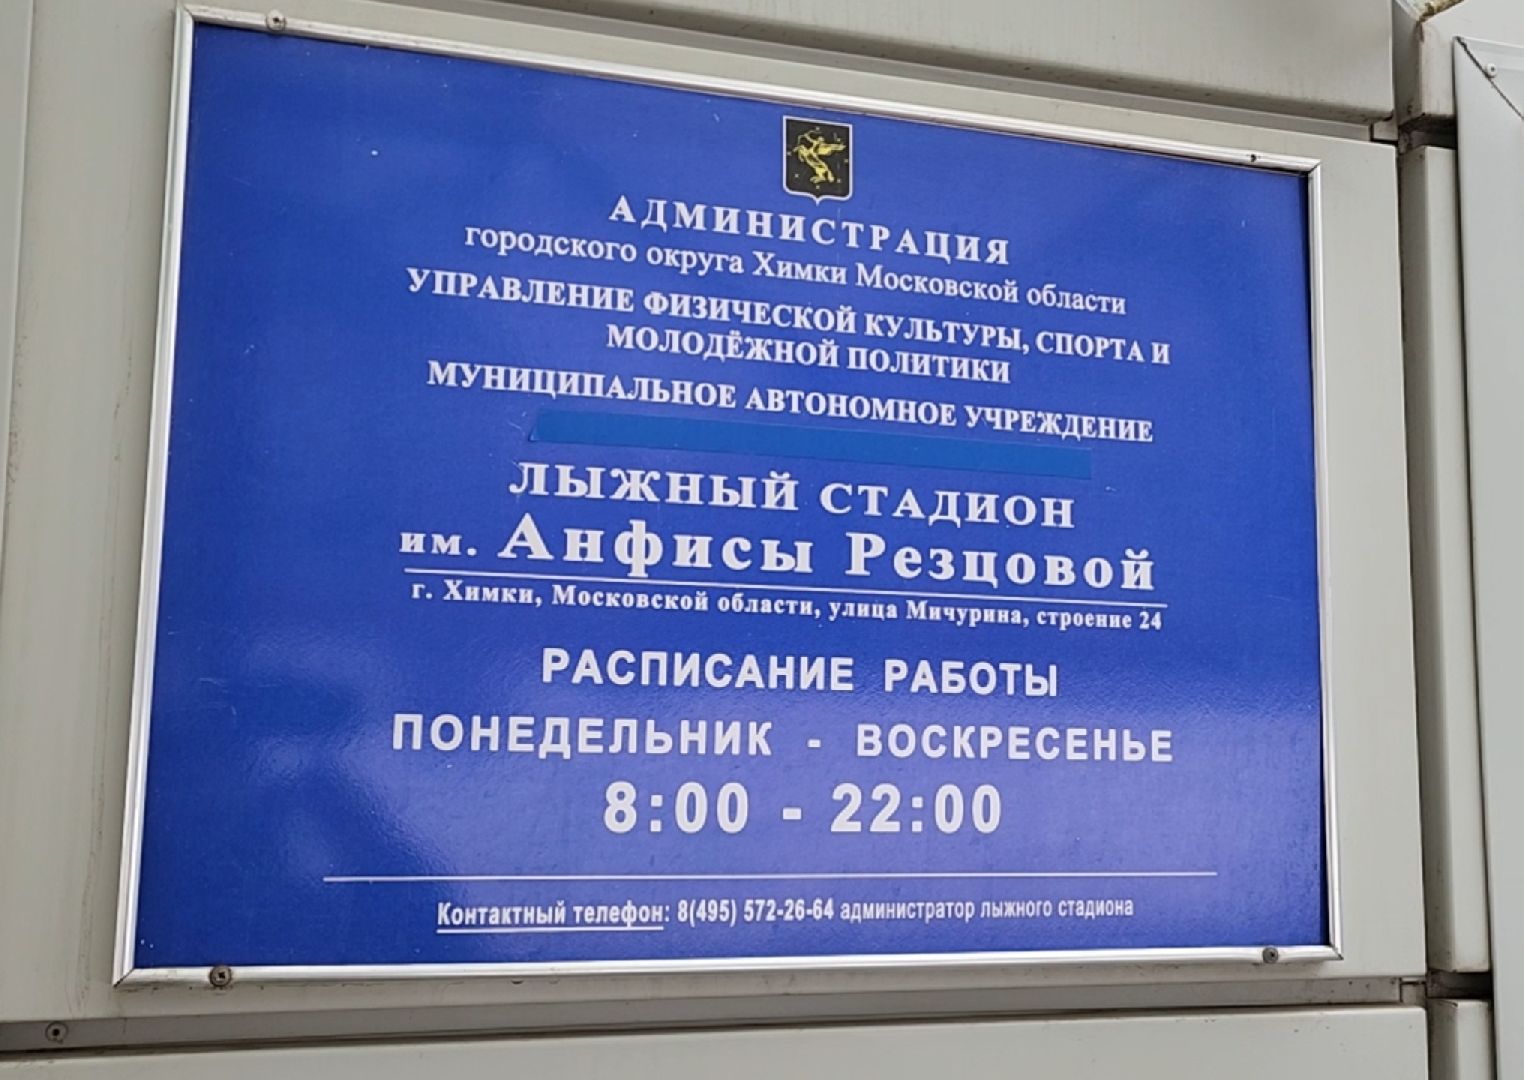 АДМИНИСТРАЦИЯ
городского округа Химки Московской области
УПРАВЛЕНИЕ ФИЗИЧЕСКОЙ КУЛЬТУРЫ, СПОРТА И
МОЛОДЁЖНОЙ ПОЛИТИКИ
МУНИЦИПАЛЬНОЕ АВТОНОМНОЕ УЧРЕЖДЕНИЕ
ЛЫЖНЫЙ СТАДИОН
им. Анфисы Резцовой
г. Химки, Московской области, улица Мичурина, строение 24
РАСПИСАНИЕ РАБОТЫ
ПОНЕДЕЛЬНИК - ВОСКРЕСЕНЬЕ
8:00 - 22:00
Контактный телефон: 8(495) 572-26-64 администратор лыжного стадиона